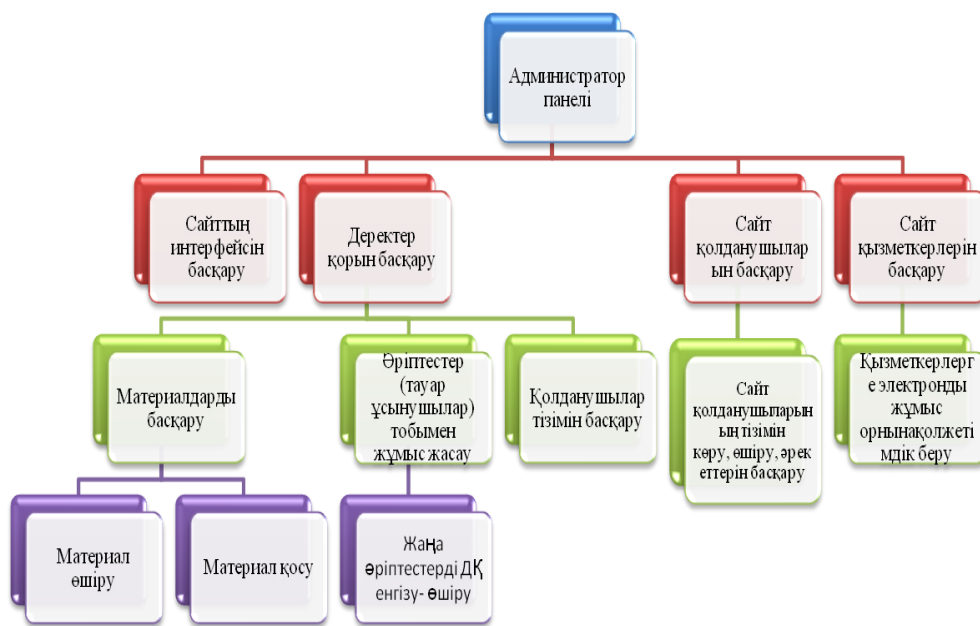 Администратор
панелі
Сайттың
интерфейсін
басқару
Деректер
қорын басқару
Сайт
қолданушылар
ын басқару
Сайт
қызметкерлерін
басқару
Материалдарды
басқару
Әріптестер
(тауар
ұсынушылар)
тобымен
жұмыс жасау
Қолданушылар
тізімін басқару
Сайт
қолданушыларын
ың тізімін
көру, өшіру, әрек
еттерін басқару
Қызметкерлерг
е электронды
жұмыс
орнынақолжеті
мдік беру
Материал
өшіру
Материал қосу
Жаңа
әріптестерді ДҚ
енгізу- өшіру